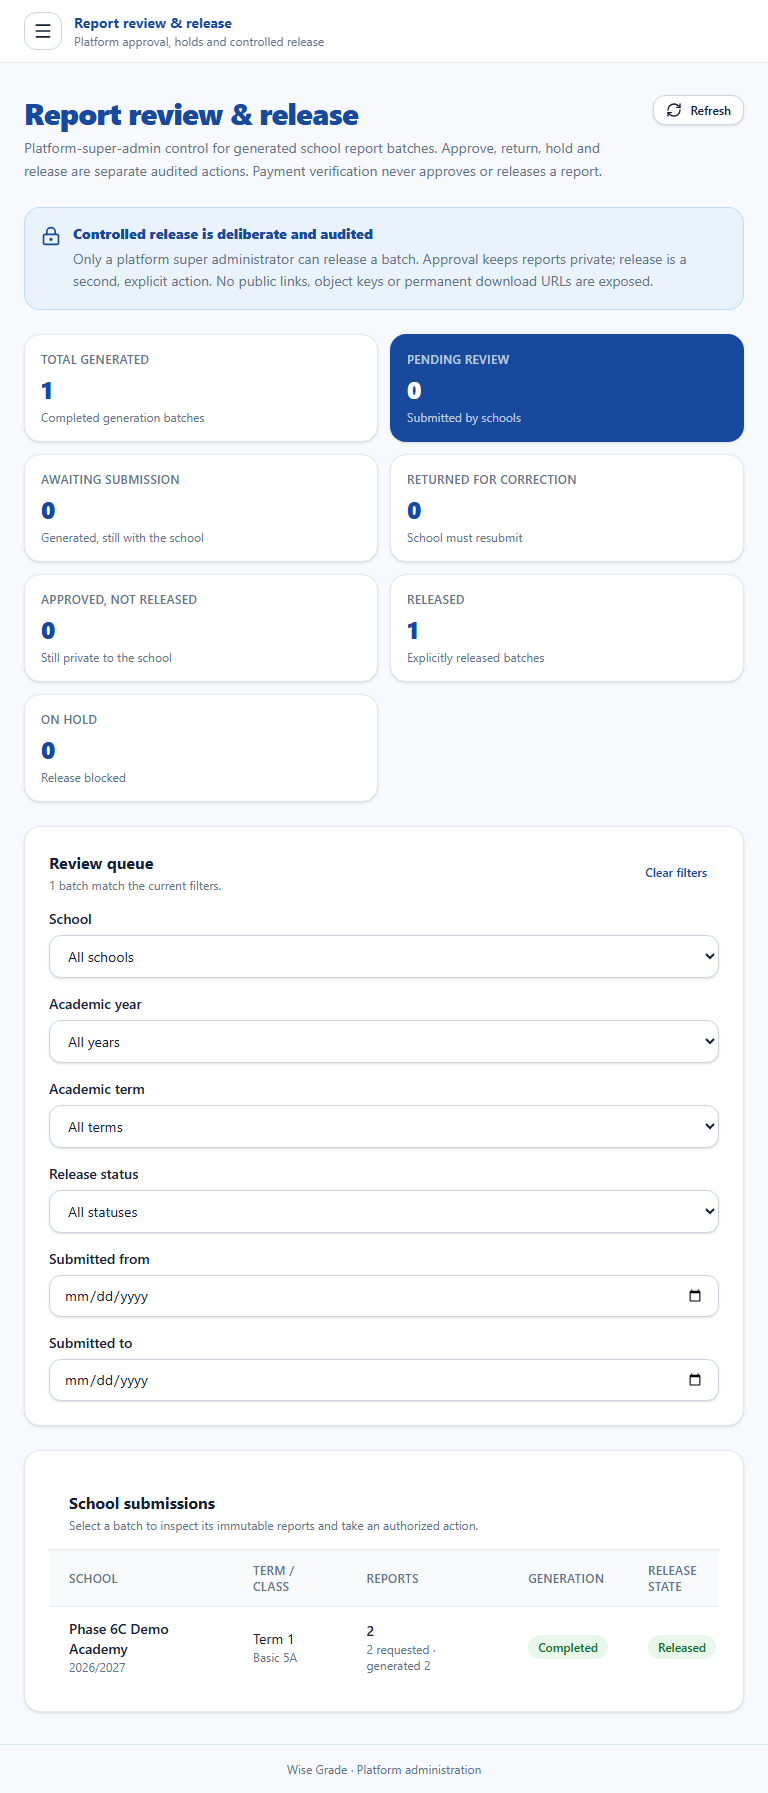 Report review & release
Platform approval, holds and controlled release
Report review & release
Refresh
Platform-super-admin control for generated school report batches. Approve, return, hold and
release are separate audited actions. Payment verification never approves or releases a report.
Controlled release is deliberate and audited
Only a platform super administrator can release a batch. Approval keeps reports private; release is a
second, explicit action. No public links, object keys or permanent download URLs are exposed.
TOTAL GENERATED
1
Completed generation batches
PENDING REVIEW
0
Submitted by schools
AWAITING SUBMISSION
0
Generated, still with the school
RETURNED FOR CORRECTION
0
School must resubmit
APPROVED, NOT RELEASED
0
Still private to the school
RELEASED
1
Explicitly released batches
ON HOLD
0
Release blocked
Review queue
1 batch match the current filters.
Clear filters
School
All schools
Academic year
All years
Academic term
All terms
Release status
All statuses
Submitted from
mm/dd/yyyy
Submitted to
mm/dd/yyyy
School submissions
Select a batch to inspect its immutable reports and take an authorized action.
SCHOOL
TERM /
CLASS
REPORTS
GENERATION
RELEASE
STATE
Phase 6C Demo
Academy
2026/2027
Term 1
Basic 5A
2
2 requested ·
generated 2
Completed
Released
Wise Grade · Platform administration